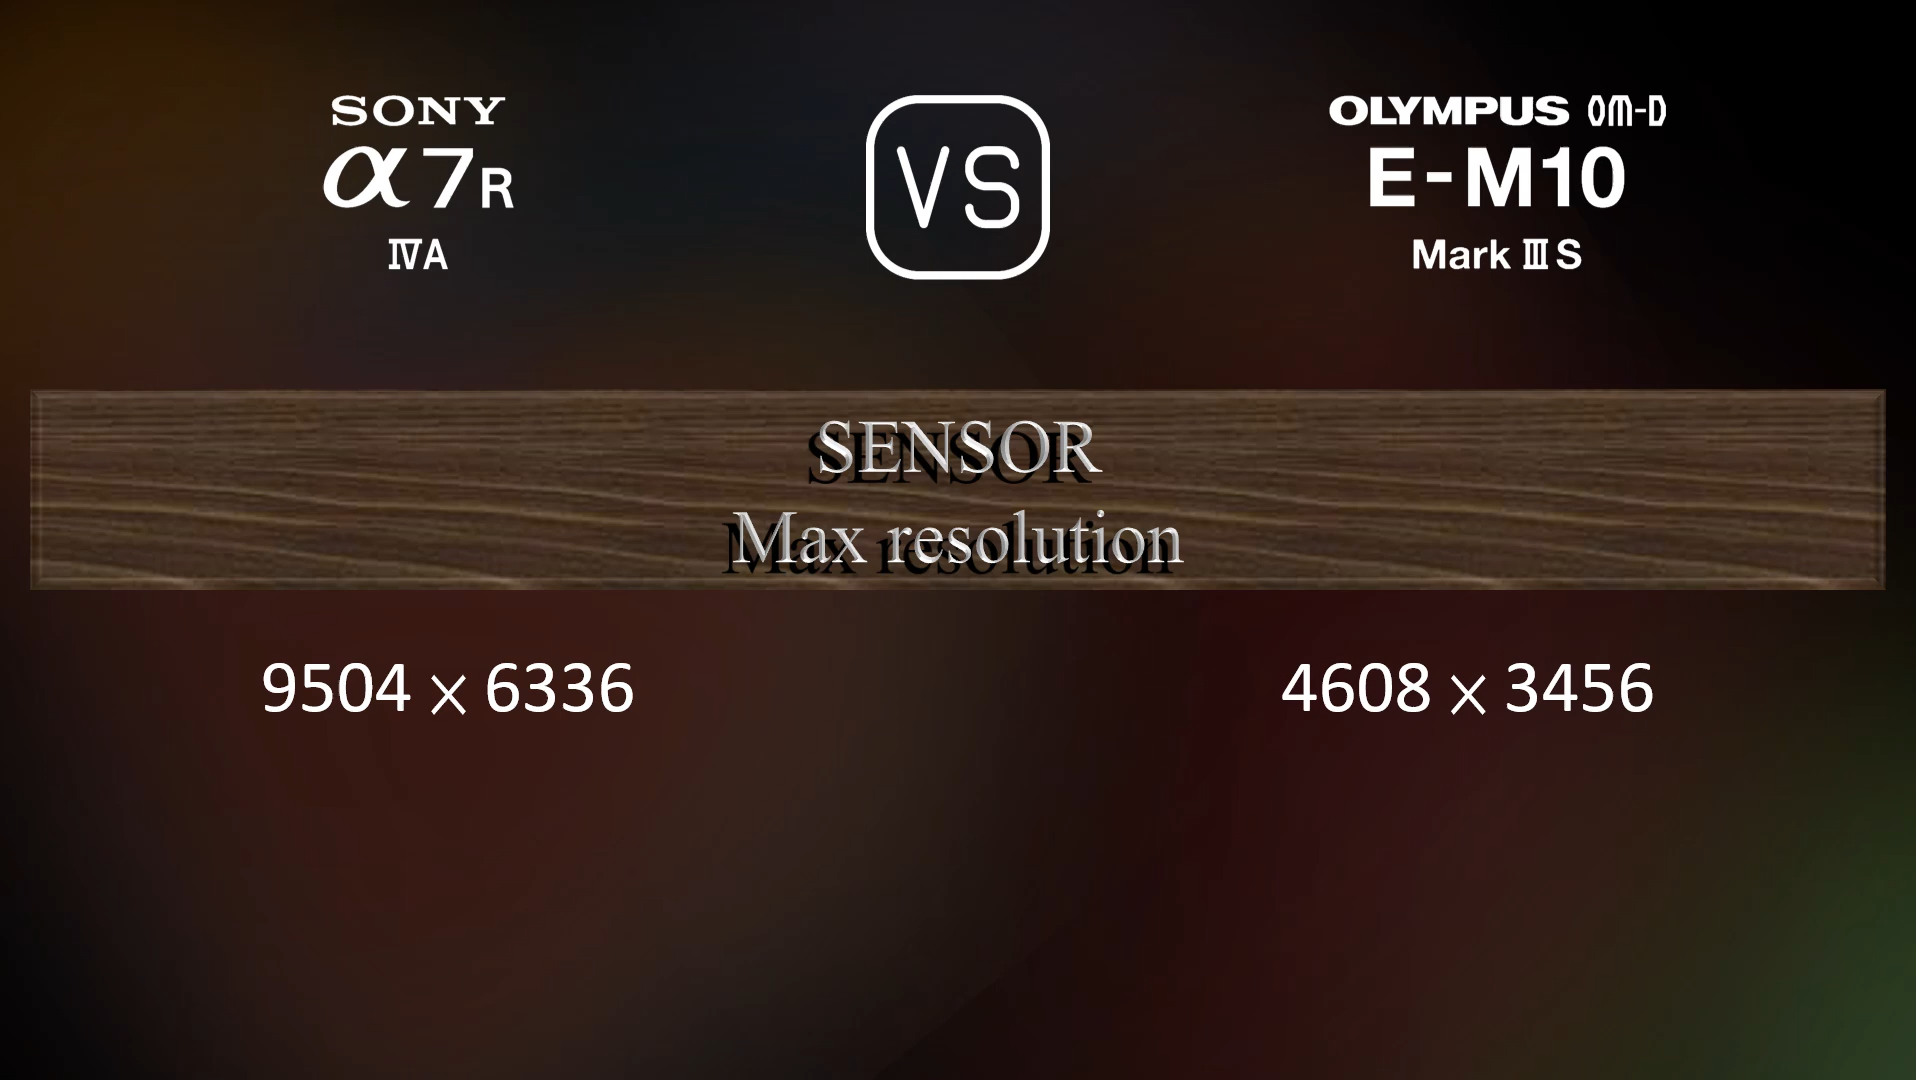 SONY
α7R
ⅣA
VS
OLYMPUS OM-D
E-M10
Mark Ⅲ S
SENSOR
Max resolution
9504 × 6336
4608 × 3456